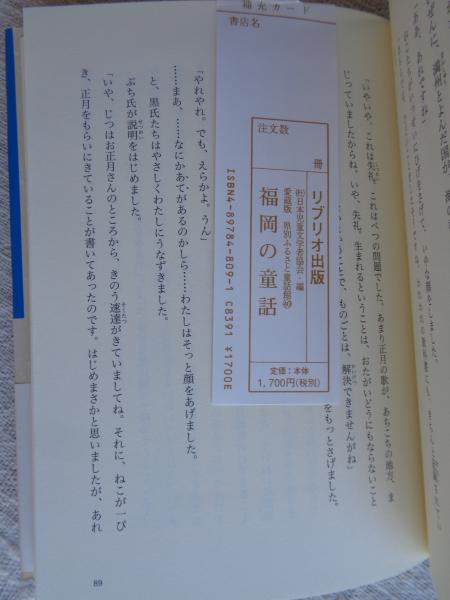 補充カード
書店名
注文数
冊
リブリオ出版
㈳日本児童文学者協会・編
愛蔵版 県別ふるさと童話館㊵
福岡の童話
定価：本体
1,700円(税別)
ISBN4-89784-809-1 C8391 ¥1700E
「いやいや、これは失礼。これはべつの問題でした。あまり正月の歌が、あちこちの地方、ま
じっていましたからね。いや、失礼。生まれるということは、おたがいどうにもならないこと
ことで、ものごとは、解決できませんがね」
をもっとさげました。
「やれやれ。でも、えらかよ。うん」
……まあ、……なにかあてがあるのかしら……わたしはそっと顔をあげました。
と、黒氏たちはやさしくわたしにうなずきました。
ぶち氏が説明をはじめました。
「いや、じつはお正月さんのところから、きのう速達がきていましてね。それに、ねこが一ぴ
き、正月をもらいにきていることが書いてあったのです。はじめまさかと思いましたが、あれ
89